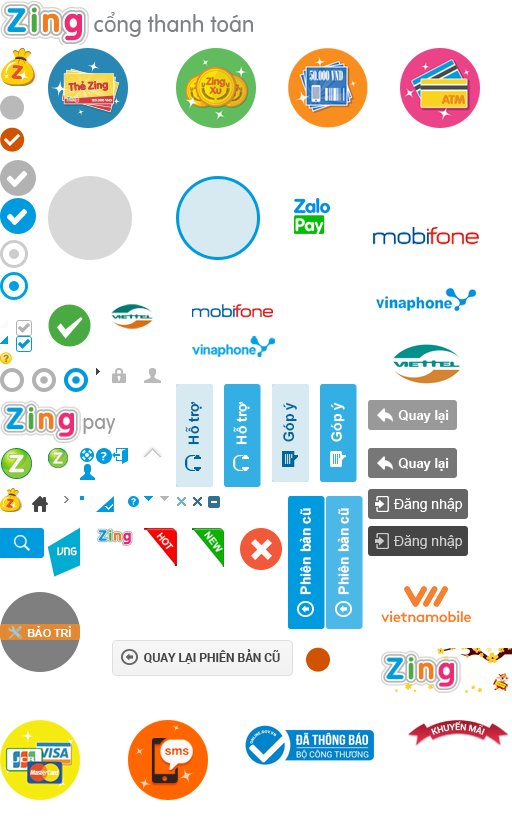 Zing cổng thanh toán
Z
Thẻ Zing
Zing
Xu
50.000 VND
ATM
Zalo
Pay
mobifone
vinaphone
VIETTEL
mobifone
vinaphone
VIETTEL
Zing pay
Hỗ trợ
Hỗ trợ
Góp ý
Góp ý
Quay lại
Quay lại
Z
Z
?
Z
Đăng nhập
Đăng nhập
VNG
Zing
HOT
NEW
Phiên bản cũ
Phiên bản cũ
BẢO TRÌ
vietnamobile
QUAY LẠI PHIÊN BẢN CŨ
Zing
JCB
VISA
MasterCard
sms
ONLINE.GOV.VN
ĐÃ THÔNG BÁO
BỘ CÔNG THƯƠNG
KHUYẾN MÃI